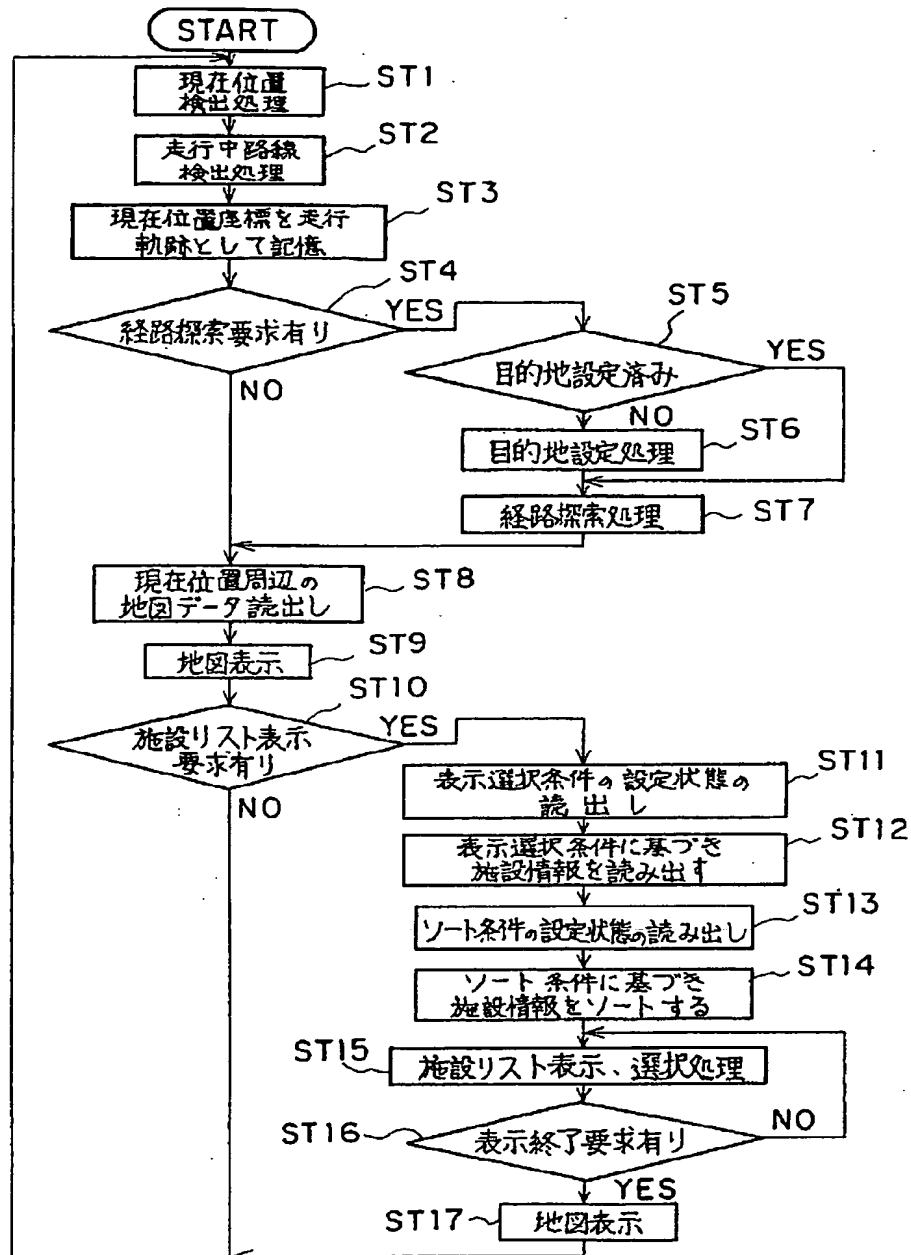 START
ST1
現在位置
検出処理
ST2
走行中路線
検出処理
ST3
現在位置座標を走行
軌跡として記憶
ST4
経路探索要求有り
YES
NO
ST5
目的地設定済み
YES
NO
ST6
目的地設定処理
経路探索処理
ST7
現在位置周辺の
地図データ読出し
ST8
地図表示
ST9
ST10
施設リスト表示
要求有り
YES
NO
ST11
表示選択条件の設定状態の
読出し
ST12
表示選択条件に基づき
施設情報を読み出す
ST13
ソート条件の設定状態の読み出し
ST14
ソート条件に基づき
施設情報をソートする
ST15
施設リスト表示、選択処理
ST16
表示終了要求有り
NO
YES
ST17
地図表示